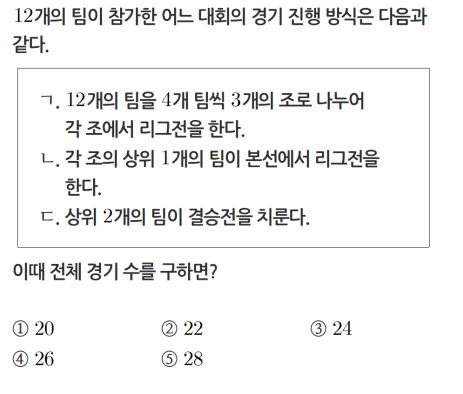 12개의 팀이 참가한 어느 대회의 경기 진행 방식은 다음과
같다.
ㄱ. 12개의 팀을 4개 팀씩 3개의 조로 나누어
각 조에서 리그전을 한다.
ㄴ. 각 조의 상위 1개의 팀이 본선에서 리그전을
한다.
ㄷ. 상위 2개의 팀이 결승전을 치룬다.
이때 전체 경기 수를 구하면?
① 20 ② 22 ③ 24
④ 26 ⑤ 28